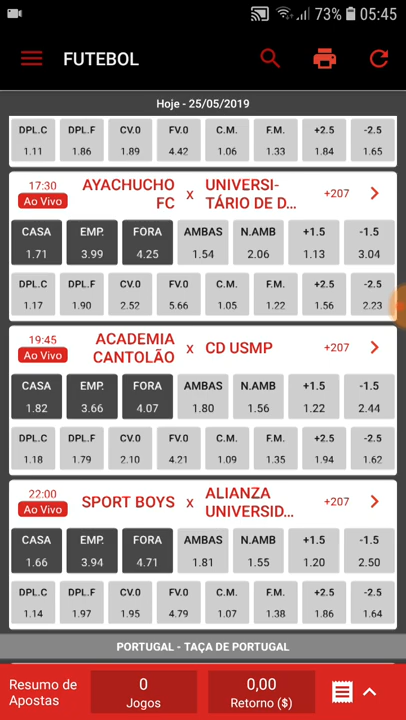 73% 05:45
FUTEBOL
Hoje - 25/05/2019
DPL.C DPL.F CV.0 FV.0 C.M. F.M. +2.5 -2.5
1.11 1.86 1.89 4.42 1.06 1.33 1.84 1.65
17:30 AYACHUCHO UNIVERSI-
Ao Vivo FC x TÁRIO DE D... +207
CASA EMP. FORA AMBAS N.AMB +1.5 -1.5
1.71 3.99 4.25 1.54 2.06 1.13 3.04
DPL.C DPL.F CV.0 FV.0 C.M. F.M. +2.5 -2.5
1.17 1.90 2.52 5.66 1.05 1.22 1.56 2.23
19:45 ACADEMIA
Ao Vivo CANTOLÃO x CD USMP +207
CASA EMP. FORA AMBAS N.AMB +1.5 -1.5
1.82 3.66 4.07 1.80 1.56 1.22 2.44
DPL.C DPL.F CV.0 FV.0 C.M. F.M. +2.5 -2.5
1.18 1.79 2.10 4.21 1.09 1.35 1.94 1.62
22:00 SPORT BOYS x ALIANZA
Ao Vivo UNIVERSID... +207
CASA EMP. FORA AMBAS N.AMB +1.5 -1.5
1.66 3.94 4.71 1.81 1.55 1.20 2.50
DPL.C DPL.F CV.0 FV.0 C.M. F.M. +2.5 -2.5
1.14 1.97 1.95 4.79 1.07 1.38 1.86 1.64
PORTUGAL - TAÇA DE PORTUGAL
Resumo de 0 0,00
Apostas Jogos Retorno ($)